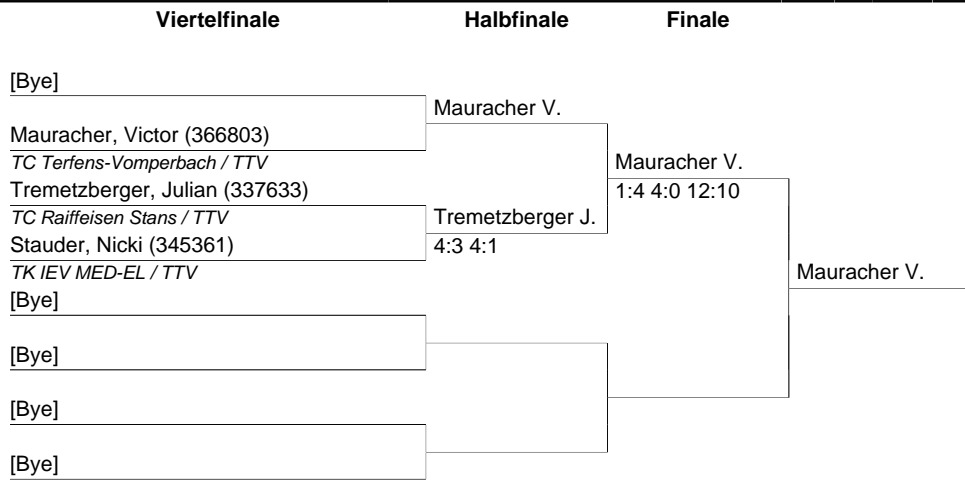 Viertelfinale Halbfinale Finale
[Bye]
Mauracher V.
Mauracher, Victor (366803)
TC Terfens-Vomperbach / TTV
Mauracher V.
Tremetzberger, Julian (337633)
1:4 4:0 12:10
TC Raiffeisen Stans / TTV
Tremetzberger J.
Stauder, Nicki (345361)
4:3 4:1
TK IEV MED-EL / TTV
Mauracher V.
[Bye]
[Bye]
[Bye]
[Bye]